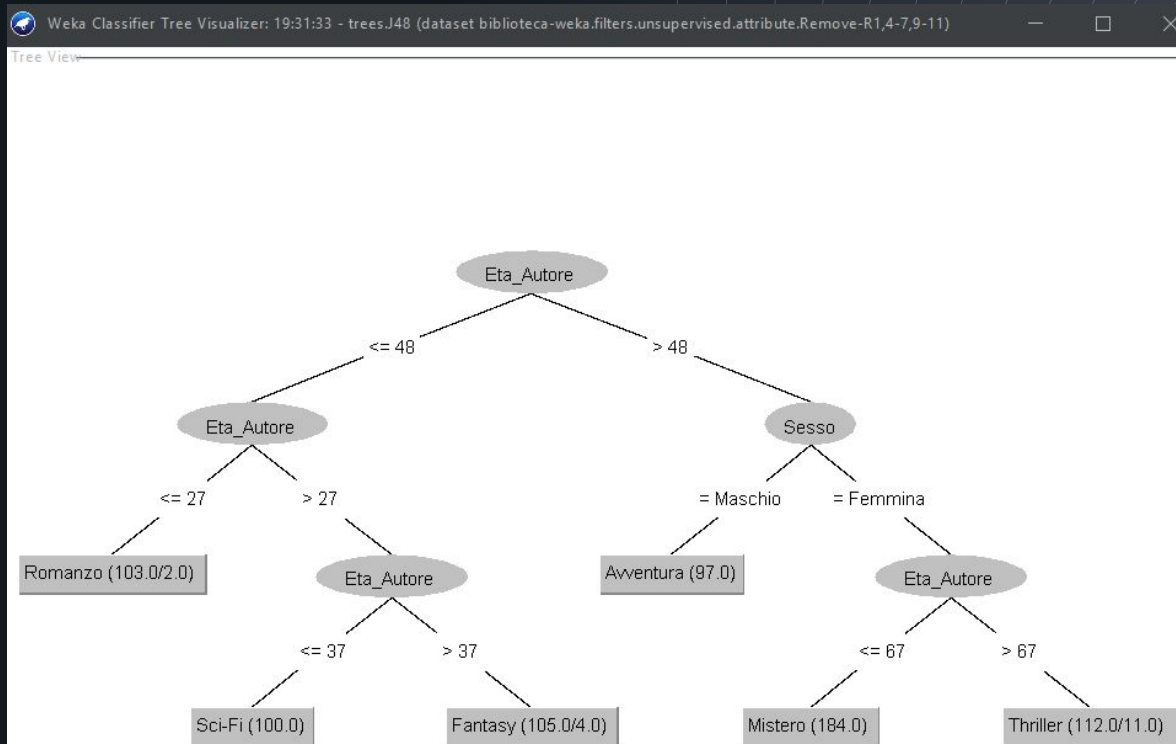 Weka Classifier Tree Visualizer: 19:31:33 - trees.J48 (dataset biblioteca-weka.filters.unsupervised.attribute.Remove-R1,4-7,9-11)
Tree View
Eta_Autore
<= 48
> 48
Eta_Autore
Sesso
<= 27
> 27
= Maschio
= Femmina
Romanzo (103.0/2.0)
Eta_Autore
Avventura (97.0)
Eta_Autore
<= 37
> 37
<= 67
> 67
Sci-Fi (100.0)
Fantasy (105.0/4.0)
Mistero (184.0)
Thriller (112.0/11.0)